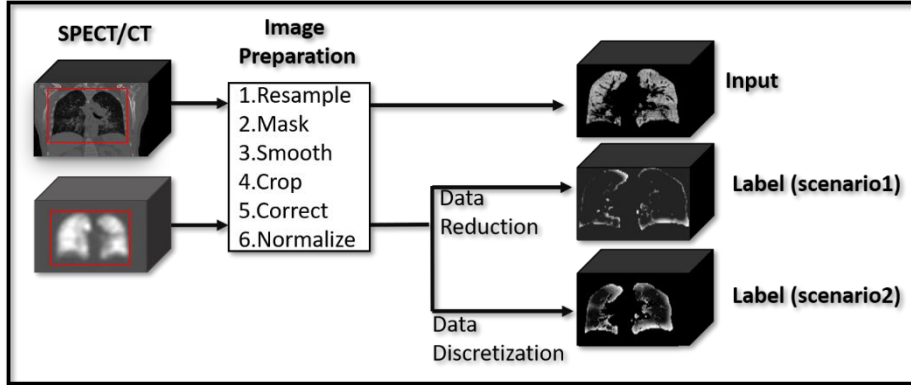 SPECT/CT
Image
Preparation
1.Resample
2.Mask
3.Smooth
4.Crop
5.Correct
6.Normalize
Input
Data
Reduction
Label (scenario1)
Data
Discretization
Label (scenario2)